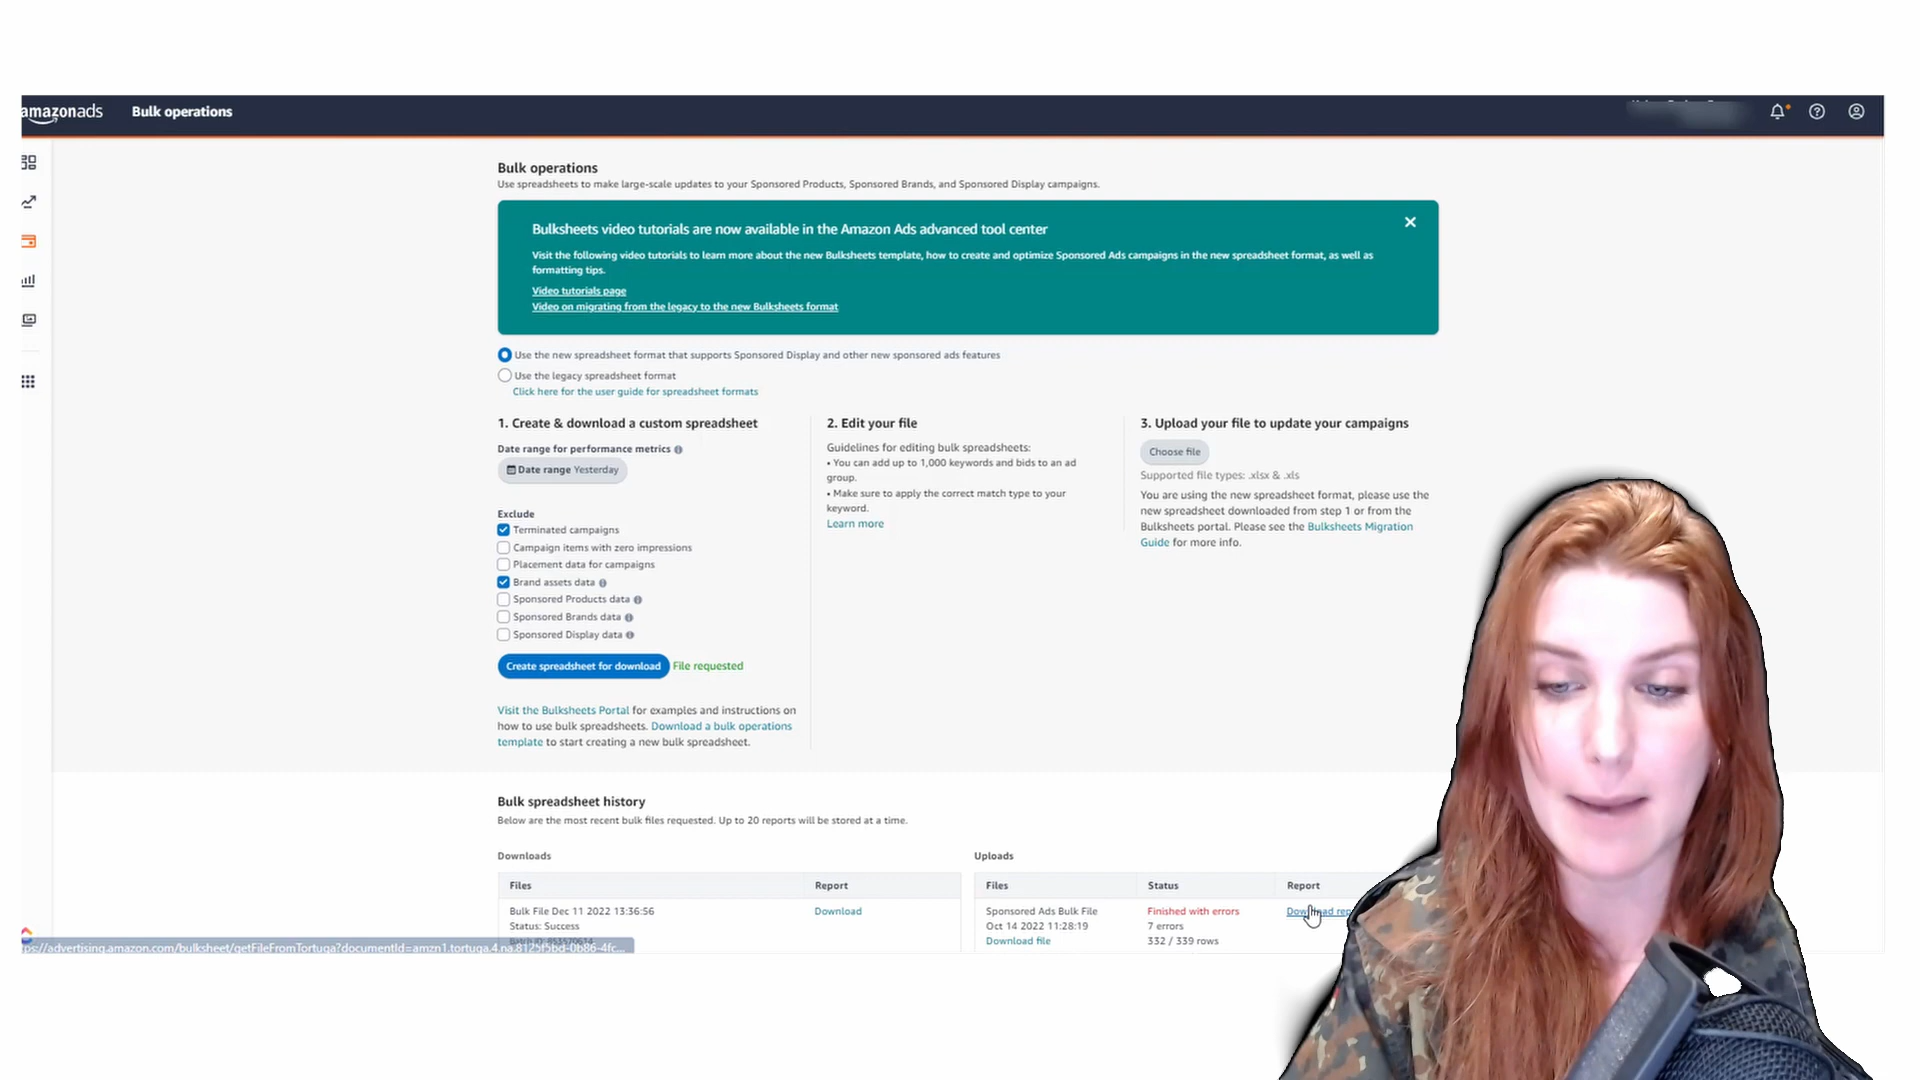 amazonads
Bulk operations
Bulk operations
Use spreadsheets to make large-scale updates to your Sponsored Products, Sponsored Brands, and Sponsored Display campaigns.
Bulksheets video tutorials are now available in the Amazon Ads advanced tool center
Visit the following video tutorials to learn more about the new Bulksheets template, how to create and optimize Sponsored Ads campaigns in the new spreadsheet format, as well as
formatting tips.
Video tutorials page
Video on migrating from the legacy to the new Bulksheets format
Use the new spreadsheet format that supports Sponsored Display and other new sponsored ads features
Use the legacy spreadsheet format
Click here for the user guide for spreadsheet formats
1. Create & download a custom spreadsheet
Date range for performance metrics
Date range Yesterday
Exclude
Terminated campaigns
Campaign items with zero impressions
Placement data for campaigns
Brand assets data
Sponsored Products data
Sponsored Brands data
Sponsored Display data
Create spreadsheet for download
File requested
Visit the Bulksheets Portal for examples and instructions on
how to use bulk spreadsheets. Download a bulk operations
template to start creating a new bulk spreadsheet.
2. Edit your file
Guidelines for editing bulk spreadsheets:
• You can add up to 1,000 keywords and bids to an ad
group.
• Make sure to apply the correct match type to your
keyword.
Learn more
3. Upload your file to update your campaigns
Choose file
Supported file types: .xlsx & .xls
You are using the new spreadsheet format, please use the
new spreadsheet downloaded from step 1 or from the
Bulksheets portal. Please see the Bulksheets Migration
Guide for more info.
Bulk spreadsheet history
Below are the most recent bulk files requested. Up to 20 reports will be stored at a time.
Downloads
Files
Report
Bulk File Dec 11 2022 13:36:56
Download
Status: Success
Uploads
Files
Status
Report
Sponsored Ads Bulk File
Finished with errors
Oct 14 2022 11:28:19
7 errors
Download file
332 / 339 rows